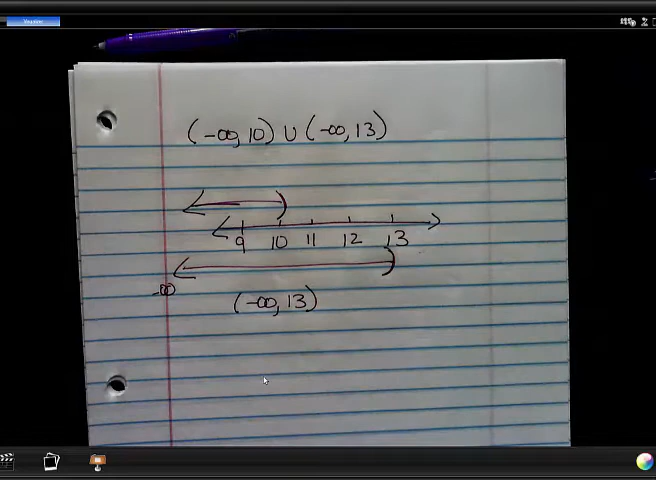 (-∞, 10) ∪ (-∞, 13)
9 10 11 12 13
-∞
(-∞, 13)